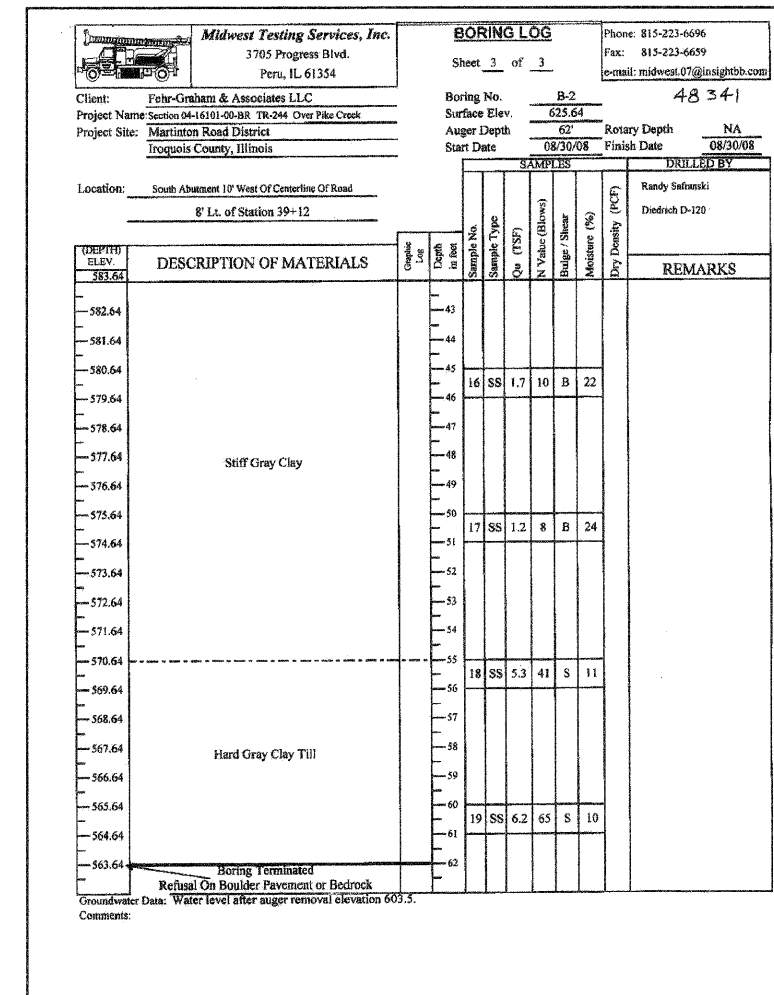 Midwest Testing Services, Inc.
3705 Progress Blvd.
Peru, IL 61354
BORING LOG
Sheet 3 of 3
Phone: 815-223-6696
Fax: 815-223-6659
e-mail: midwest.07@insightbb.com
Client: Fehr-Graham & Associates LLC
Project Name: Section 04-16101-00-BR TR-244 Over Pike Creek
Project Site: Martinton Road District
Iroquois County, Illinois
Boring No. B-2
48341
Surface Elev. 625.64
Auger Depth 62' Rotary Depth NA
Start Date 08/30/08 Finish Date 08/30/08
Location: South Abutment 10' West Of Centerline Of Road
8' Lt. of Station 39+12
SAMPLES
DRILLED BY
Randy Safranski
Diedrich D-120
(DEPTH)
ELEV.
583.64
DESCRIPTION OF MATERIALS
Graphic Log
Depth in feet
Sample No.
Sample Type
Qu (TSF)
N Value (Blows)
Bulge / Shear
Moisture (%)
Dry Density (PCF)
REMARKS
582.64 43
581.64 44
580.64 45
16 SS 1.7 10 B 22
579.64 46
578.64 47
577.64 48
Stiff Gray Clay
576.64 49
575.64 50
17 SS 1.2 8 B 24
574.64 51
573.64 52
572.64 53
571.64 54
570.64 55
18 SS 5.3 41 S 11
569.64 56
568.64 57
567.64 58
Hard Gray Clay Till
566.64 59
565.64 60
19 SS 6.2 65 S 10
564.64 61
563.64 62
Boring Terminated
Refusal On Boulder Pavement or Bedrock
Groundwater Data: Water level after auger removal elevation 603.5.
Comments: